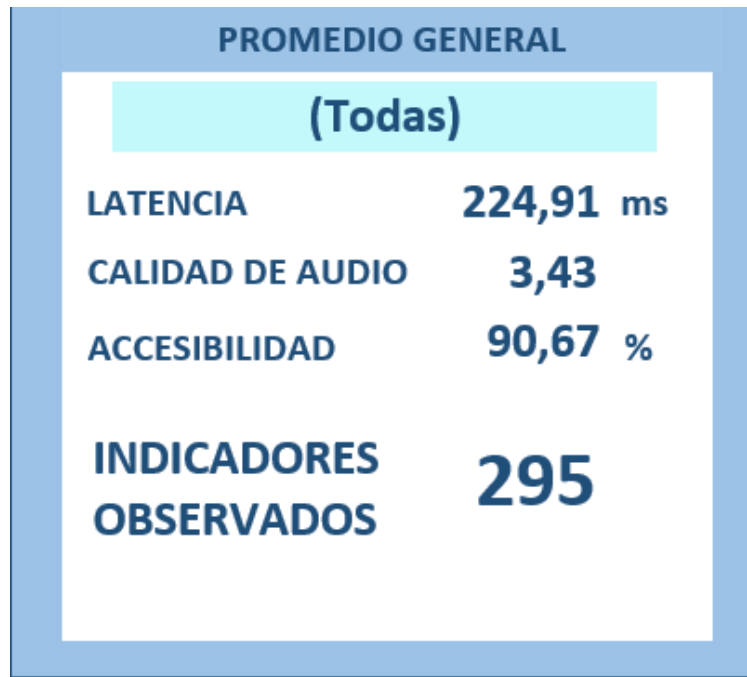 PROMEDIO GENERAL
(Todas)
LATENCIA 224,91 ms
CALIDAD DE AUDIO 3,43
ACCESIBILIDAD 90,67 %
INDICADORES
OBSERVADOS 295